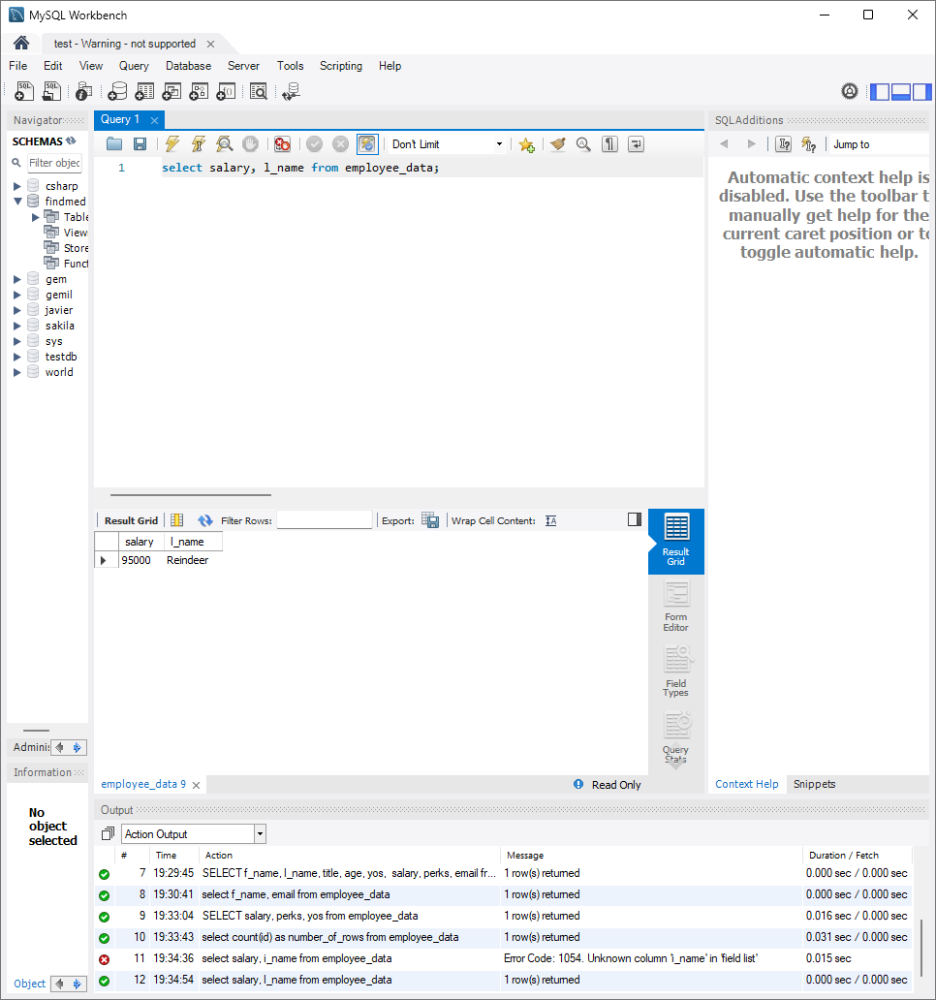 MySQL Workbench
test - Warning - not supported
File Edit View Query Database Server Tools Scripting Help
Navigator
SCHEMAS
Filter objec
csharp
findmed
Table
Views
Store
Funct
gem
gemil
javier
sakila
sys
testdb
world
Adminis
Information
No
object
selected
Object
Query 1
Don't Limit
1 select salary, l_name from employee_data;
Result Grid Filter Rows: Export: Wrap Cell Content:
salary l_name
95000 Reindeer
Result
Grid
Form
Editor
Field
Types
Query
Stats
employee_data 9
Read Only
SQLAdditions
Jump to
Automatic context help is
disabled. Use the toolbar t
manually get help for the
current caret position or to
toggle automatic help.
Context Help Snippets
Output
Action Output
# Time Action Message Duration / Fetch
7 19:29:45 SELECT f_name, l_name, title, age, yos, salary, perks, email fr... 1 row(s) returned 0.000 sec / 0.000 sec
8 19:30:41 select f_name, email from employee_data 1 row(s) returned 0.000 sec / 0.000 sec
9 19:33:04 SELECT salary, perks, yos from employee_data 1 row(s) returned 0.016 sec / 0.000 sec
10 19:33:43 select count(id) as number_of_rows from employee_data 1 row(s) returned 0.031 sec / 0.000 sec
11 19:34:36 select salary, i_name from employee_data Error Code: 1054. Unknown column 'i_name' in 'field list' 0.015 sec
12 19:34:54 select salary, l_name from employee_data 1 row(s) returned 0.000 sec / 0.000 sec